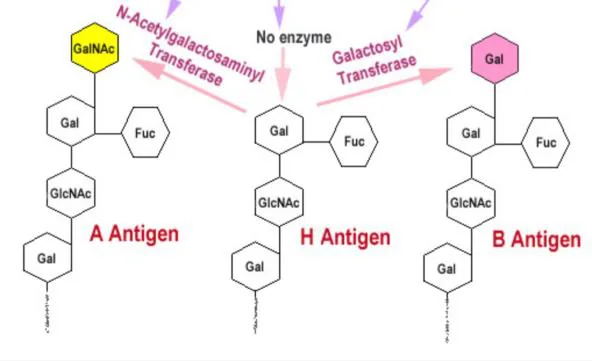 N-Acetylgalactosaminyl
Transferase
No enzyme
Galactosyl
Transferase
GalNAc
Gal
Gal
Fuc
Gal
Fuc
Gal
Fuc
GlcNAc
GlcNAc
GlcNAc
A Antigen
H Antigen
B Antigen
Gal
Gal
Gal